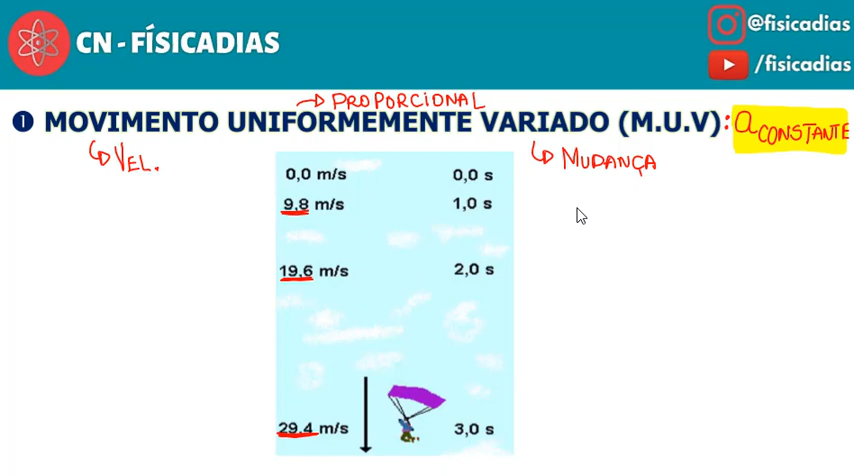 CN - FÍSICADIAS
@fisicadias
/fisicadias
→ PROPORCIONAL
❶ MOVIMENTO UNIFORMEMENTE VARIADO (M.U.V): a CONSTANTE
↳ VEL.
↳ MUDANÇA
0,0 m/s 0,0 s
9,8 m/s 1,0 s
19,6 m/s 2,0 s
29,4 m/s 3,0 s